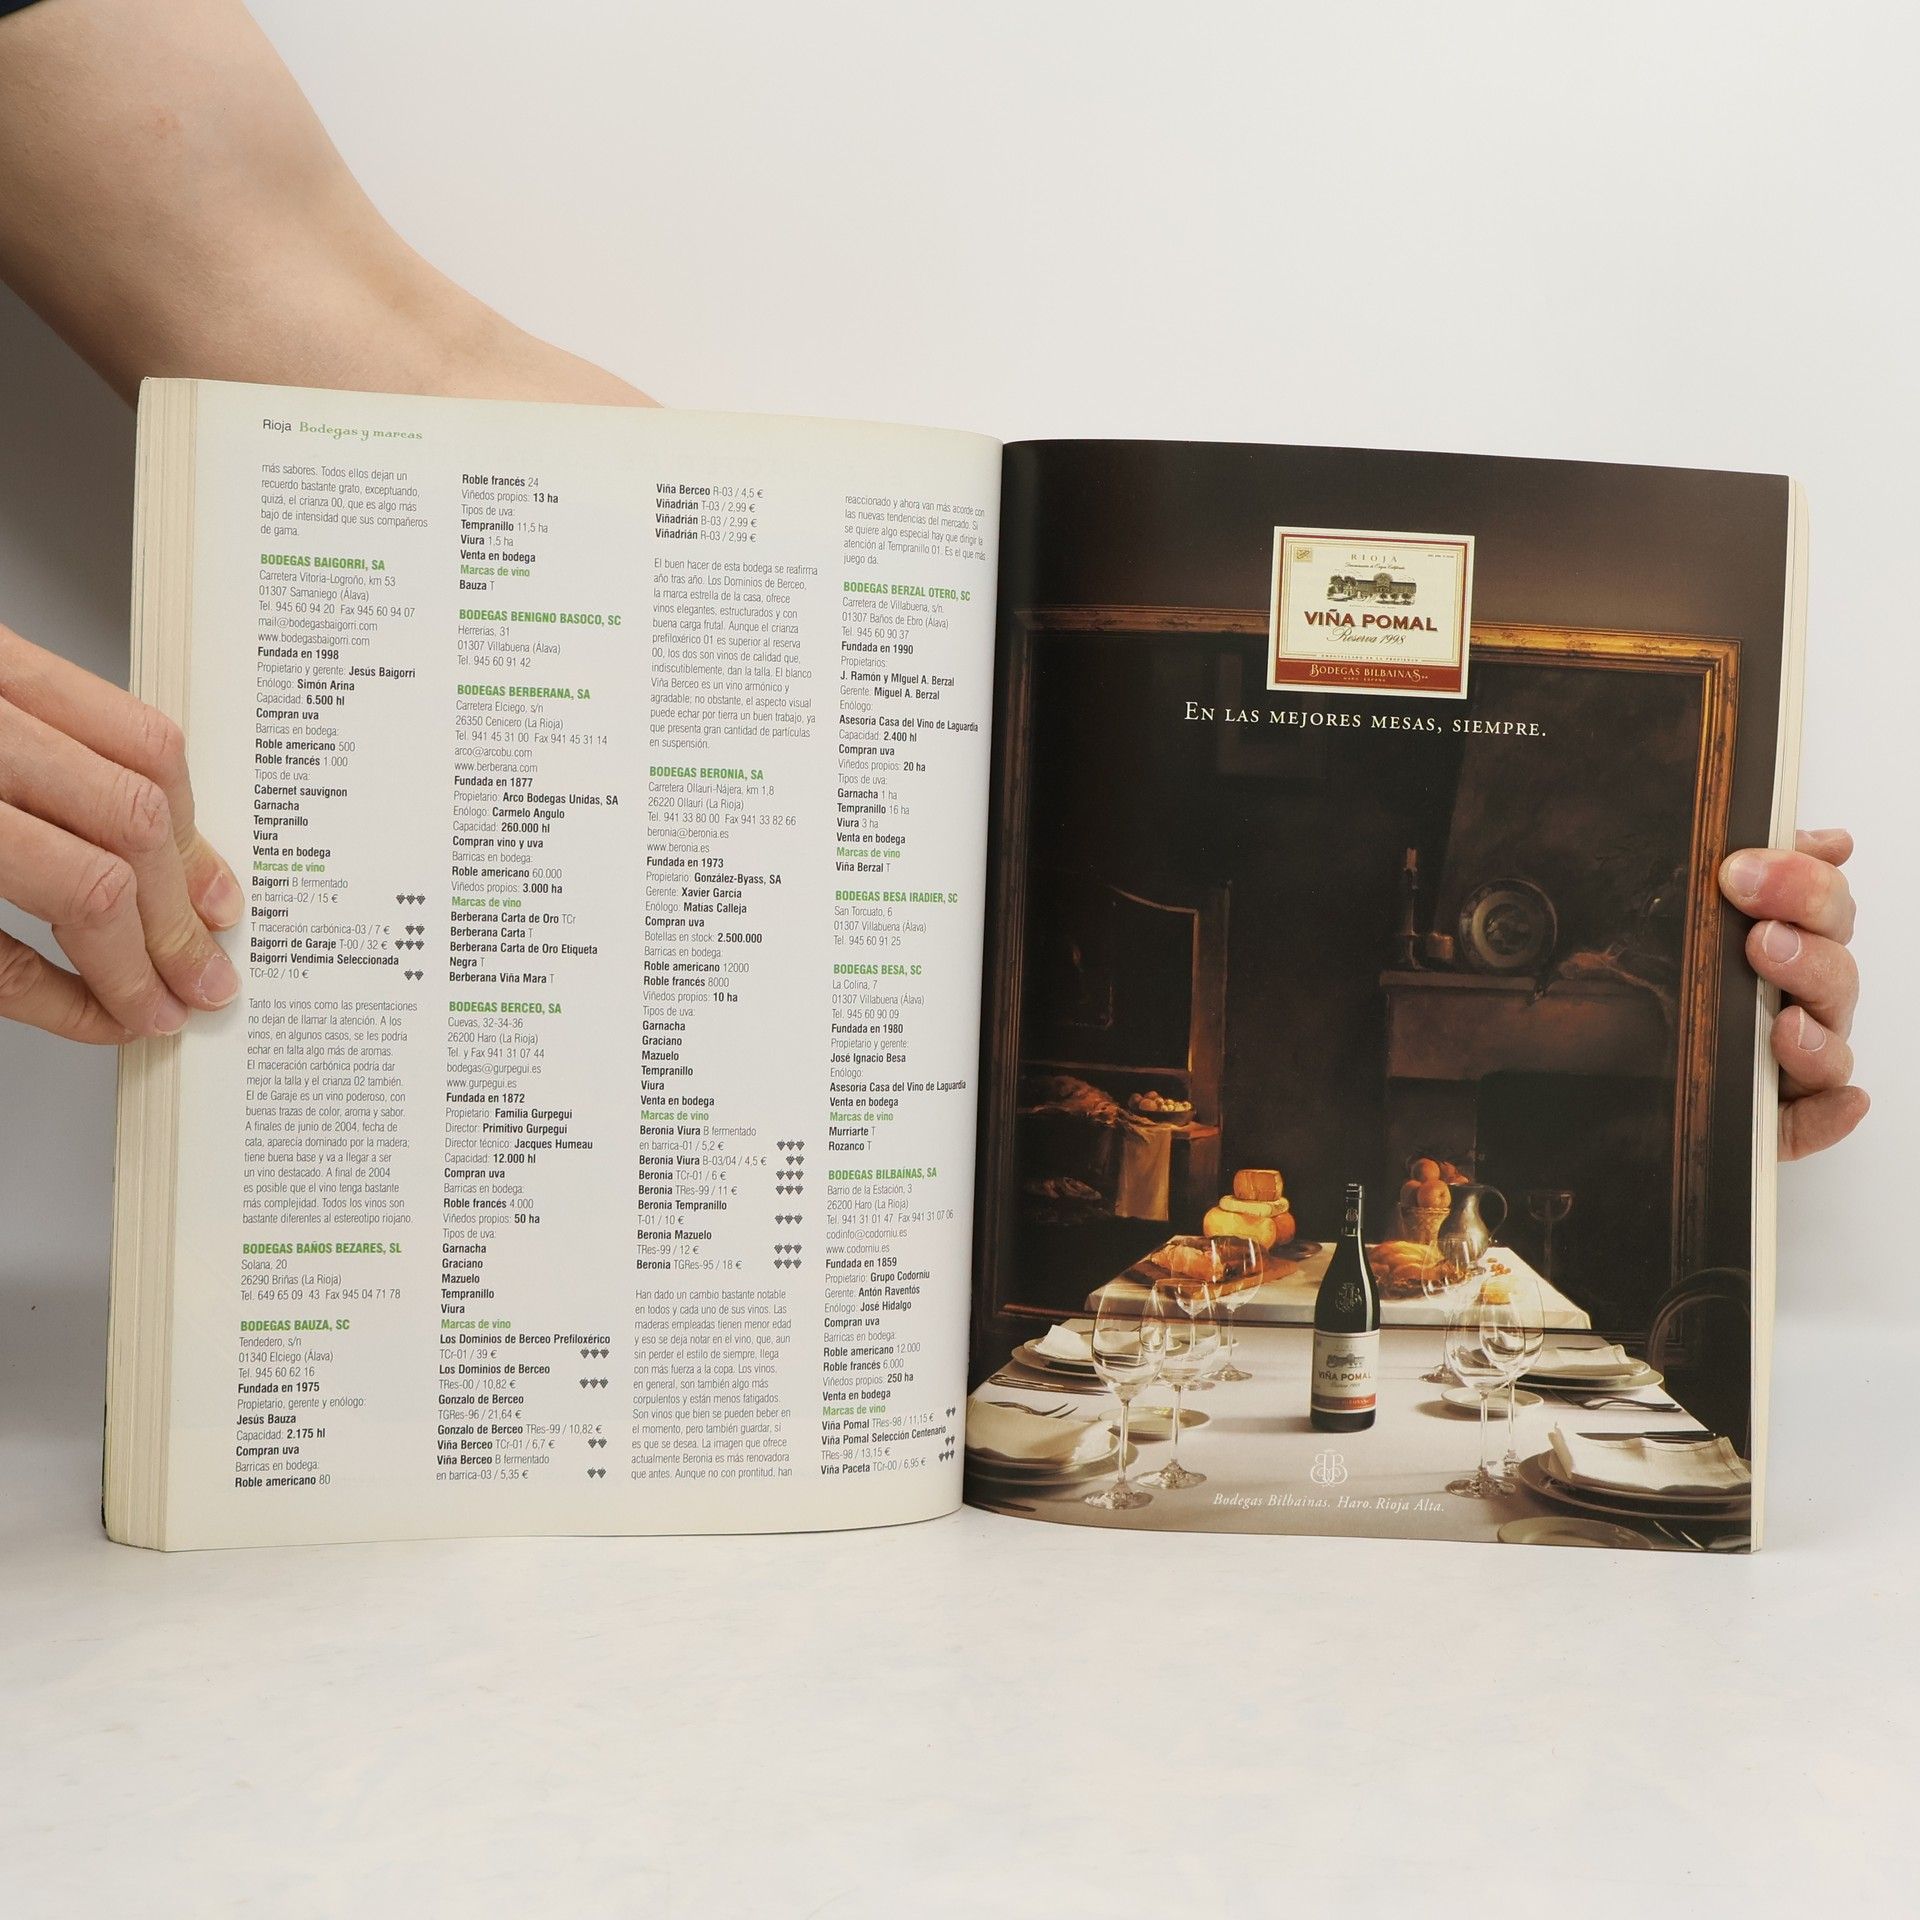 Rioja Bodegas y marcas
más sabores. Todos ellos dejan un
recuerdo bastante grato, exceptuando,
quizá, el crianza 00, que es algo más
bajo de intensidad que sus compañeros
de gama.
BODEGAS BAIGORRI, SA
Carretera Vitoria-Logroño, km 53
01307 Samaniego (Álava)
Tel. 945 60 94 20 Fax 945 60 94 07
mail@bodegasbaigorri.com
www.bodegasbaigorri.com
Fundada en 1998
Propietario y gerente: Jesús Baigorri
Enólogo: Simón Arina
Capacidad: 6.500 hl
Compran uva
Barricas en bodega:
Roble americano 500
Roble francés 1.000
Tipos de uva:
Cabernet sauvignon
Garnacha
Tempranillo
Viura
Venta en bodega
Marcas de vino
Baigorri B fermentado
en barrica-02 / 15 €
Baigorri
T maceración carbónica-03 / 7 €
Baigorri de Garaje T-00 / 32 €
Baigorri Vendimia Seleccionada
TCr-02 / 10 €
Tanto los vinos como las presentaciones
no dejan de llamar la atención. A los
vinos, en algunos casos, se les podría
echar en falta algo más de aromas.
El maceración carbónica podría dar
mejor la talla y el crianza 02 también.
El de Garaje es un vino poderoso, con
buenas trazas de color, aroma y sabor.
A finales de junio de 2004, fecha de
cata, aparecía dominado por la madera;
tiene buena base y va a llegar a ser
un vino destacado. A final de 2004
es posible que el vino tenga bastante
más complejidad. Todos los vinos son
bastante diferentes al estereotipo riojano.
BODEGAS BAÑOS BEZARES, SL
Solana, 20
26290 Briñas (La Rioja)
Tel. 649 65 09 43 Fax 945 04 71 78
BODEGAS BAUZA, SC
Tendedero, s/n
01340 Elciego (Álava)
Tel. 945 60 62 16
Fundada en 1975
Propietario, gerente y enólogo:
Jesús Bauza
Capacidad: 2.175 hl
Compran uva
Barricas en bodega:
Roble americano 80
Roble francés 24
Viñedos propios: 13 ha
Tipos de uva:
Tempranillo 11,5 ha
Viura 1,5 ha
Venta en bodega
Marcas de vino
Bauza T
BODEGAS BENIGNO BASOCO, SC
Herrerías, 31
01307 Villabuena (Álava)
Tel. 945 60 91 42
BODEGAS BERBERANA, SA
Carretera Elciego, s/n
26350 Cenicero (La Rioja)
Tel. 941 45 31 00 Fax 941 45 31 14
arco@arcobu.com
www.berberana.com
Fundada en 1877
Propietario: Arco Bodegas Unidas, SA
Enólogo: Carmelo Angulo
Capacidad: 260.000 hl
Compran vino y uva
Barricas en bodega:
Roble americano 60.000
Viñedos propios: 3.000 ha
Marcas de vino
Berberana Carta de Oro TCr
Berberana Carta T
Berberana Carta de Oro Etiqueta
Negra T
Berberana Viña Mara T
BODEGAS BERCEO, SA
Cuevas, 32-34-36
26200 Haro (La Rioja)
Tel. y Fax 941 31 07 44
bodegas@gurpegui.es
www.gurpegui.es
Fundada en 1872
Propietario: Familia Gurpegui
Director: Primitivo Gurpegui
Director técnico: Jacques Humeau
Capacidad: 12.000 hl
Compran uva
Barricas en bodega:
Roble francés 4.000
Viñedos propios: 50 ha
Tipos de uva:
Garnacha
Graciano
Mazuelo
Tempranillo
Viura
Marcas de vino
Los Dominios de Berceo Prefiloxérico
TCr-01 / 39 €
Los Dominios de Berceo
TRes-00 / 10,82 €
Gonzalo de Berceo
TGRes-96 / 21,64 €
Gonzalo de Berceo TRes-99 / 10,82 €
Viña Berceo TCr-01 / 6,7 €
Viña Berceo B fermentado
en barrica-03 / 5,35 €
Viña Berceo R-03 / 4,5 €
Viñadrián T-03 / 2,99 €
Viñadrián B-03 / 2,99 €
Viñadrián R-03 / 2,99 €
El buen hacer de esta bodega se reafirma
año tras año. Los Dominios de Berceo,
la marca estrella de la casa, ofrece
vinos elegantes, estructurados y con
buena carga frutal. Aunque el crianza
prefiloxérico 01 es superior al reserva
00, los dos son vinos de calidad que,
indiscutiblemente, dan la talla. El blanco
Viña Berceo es un vino armónico y
agradable; no obstante, el aspecto visual
puede echar por tierra un buen trabajo, ya
que presenta gran cantidad de partículas
en suspensión.
BODEGAS BERONIA, SA
Carretera Ollauri-Nájera, km 1,8
26220 Ollauri (La Rioja)
Tel. 941 33 80 00 Fax 941 33 82 66
beronia@beronia.es
www.beronia.es
Fundada en 1973
Propietario: González-Byass, SA
Gerente: Xavier García
Enólogo: Matías Calleja
Compran uva
Botellas en stock: 2.500.000
Barricas en bodega:
Roble americano 12000
Roble francés 8000
Viñedos propios: 10 ha
Tipos de uva:
Garnacha
Graciano
Mazuelo
Tempranillo
Viura
Venta en bodega
Marcas de vino
Beronia Viura B fermentado
en barrica-01 / 5,2 €
Beronia Viura B-03/04 / 4,5 €
Beronia TCr-01 / 6 €
Beronia TRes-99 / 11 €
Beronia Tempranillo
T-01 / 10 €
Beronia Mazuelo
TRes-99 / 12 €
Beronia TGRes-95 / 18 €
Han dado un cambio bastante notable
en todos y cada uno de sus vinos. Las
maderas empleadas tienen menor edad
y eso se deja notar en el vino, que, aun
sin perder el estilo de siempre, llega
con más fuerza a la copa. Los vinos,
en general, son también algo más
corpulentos y están menos fatigados.
Son vinos que bien se pueden beber en
el momento, pero también guardar, si
es que se desea. La imagen que ofrece
actualmente Beronia es más renovadora
que antes. Aunque no con prontitud, han
reaccionado y ahora van más acorde con
las nuevas tendencias del mercado. Si
se quiere algo especial hay que dirigir la
atención al Tempranillo 01. Es el que más
juego da.
BODEGAS BERZAL OTERO, SC
Carretera de Villabuena, s/n.
01307 Baños de Ebro (Álava)
Tel. 945 60 90 37
Fundada en 1990
Propietarios:
J. Ramón y MIguel A. Berzal
Gerente: Miguel A. Berzal
Enólogo:
Asesoría Casa del Vino de Laguardia
Capacidad: 2.400 hl
Compran uva
Viñedos propios: 20 ha
Tipos de uva:
Garnacha 1 ha
Tempranillo 16 ha
Viura 3 ha
Venta en bodega
Marcas de vino
Viña Berzal T
BODEGAS BESA IRADIER, SC
San Torcuato, 6
01307 Villabuena (Álava)
Tel. 945 60 91 25
BODEGAS BESA, SC
La Colina, 7
01307 Villabuena (Álava)
Tel. 945 60 90 09
Fundada en 1980
Propietario y gerente:
José Ignacio Besa
Enólogo:
Asesoría Casa del Vino de Laguardia
Venta en bodega
Marcas de vino
Murriarte T
Rozanco T
BODEGAS BILBAÍNAS, SA
Barrio de la Estación, 3
26200 Haro (La Rioja)
Tel. 941 31 01 47 Fax 941 31 07 06
codinfo@codorniu.es
www.codorniu.es
Fundada en 1859
Propietario: Grupo Codorníu
Gerente: Antón Raventós
Enólogo: José Hidalgo
Compran uva
Barricas en bodega:
Roble americano 12.000
Roble francés 6.000
Viñedos propios: 250 ha
Venta en bodega
Marcas de vino
Viña Pomal TRes-98 / 11,15 €
Viña Pomal Selección Centenario
TRes-98 / 13,15 €
Viña Paceta TCr-00 / 6,95 €
RIOJA
Denominación de Origen Calificada
VIÑA POMAL
Reserva 1998
EMBOTELLADO EN LA PROPIEDAD
BODEGAS BILBAINAS
HARO, ESPAÑA
EN LAS MEJORES MESAS, SIEMPRE.
VIÑA POMAL
Bodegas Bilbainas. Haro. Rioja Alta.